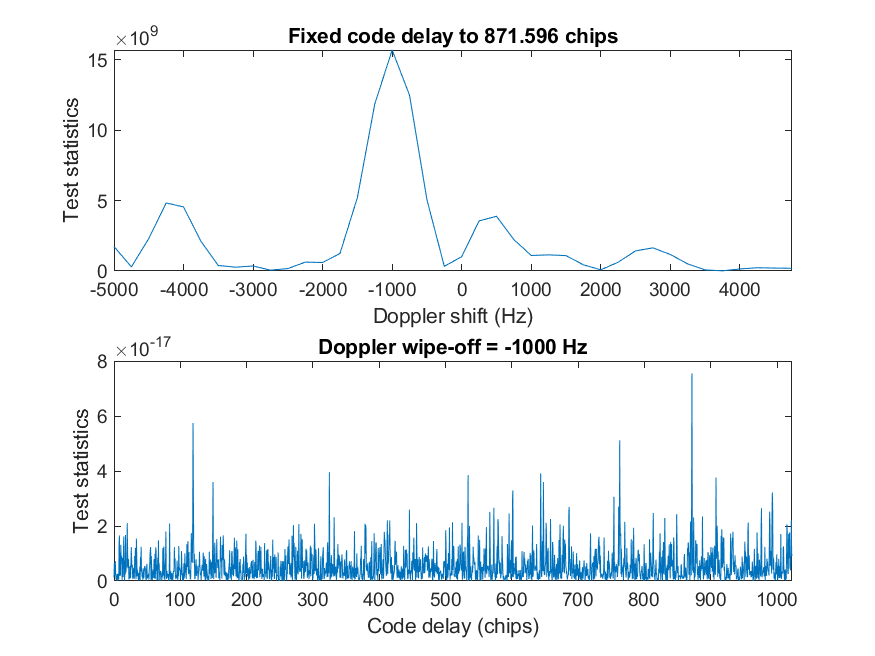 ×10^9
Fixed code delay to 871.596 chips
15
10
5
0
Test statistics
-5000 -4000 -3000 -2000 -1000 0 1000 2000 3000 4000
Doppler shift (Hz)
×10^-17
Doppler wipe-off = -1000 Hz
8
6
4
2
0
Test statistics
0 100 200 300 400 500 600 700 800 900 1000
Code delay (chips)